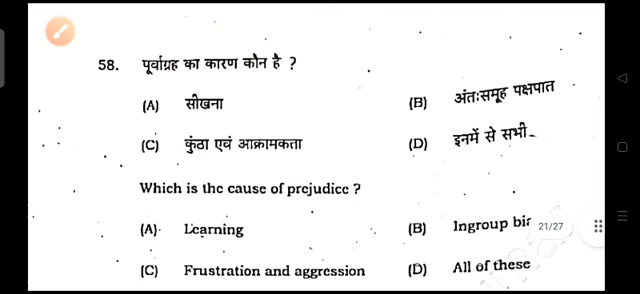 58. पूर्वाग्रह का कारण कौन है ?
(A) सीखना (B) अंतःसमूह पक्षपात
(C) कुंठा एवं आक्रामकता (D) इनमें से सभी
Which is the cause of prejudice ?
(A) Learning (B) Ingroup
21/27
(C) Frustration and aggression (D) All of these